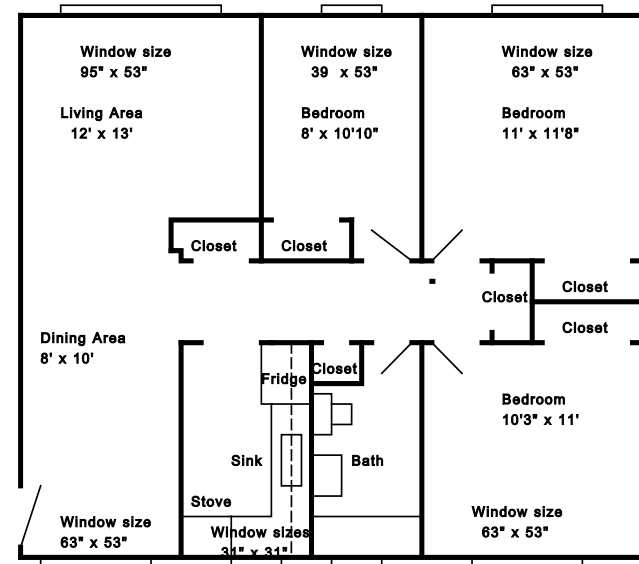 Window size
95" x 53"
Window size
39 x 53"
Window size
63" x 53"
Living Area
12' x 13'
Bedroom
8' x 10'10"
Bedroom
11' x 11'8"
Closet
Closet
Closet
Closet
Closet
Dining Area
8' x 10'
Fridge
Closet
Bedroom
10'3" x 11'
Sink
Bath
Stove
Window size
63" x 53"
Window sizes
31" x 31"
Window size
63" x 53"